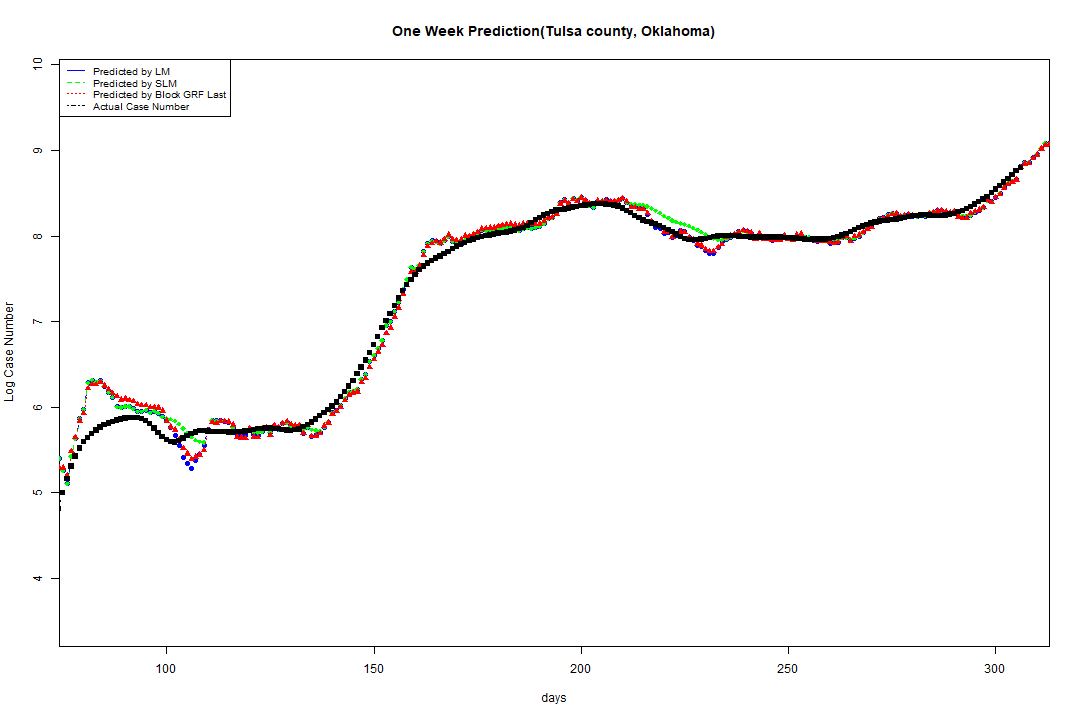 One Week Prediction(Tulsa county, Oklahoma)
Predicted by LM
Predicted by SLM
Predicted by Block GRF Last
Actual Case Number
10
9
8
7
6
5
4
Log Case Number
100 150 200 250 300
days